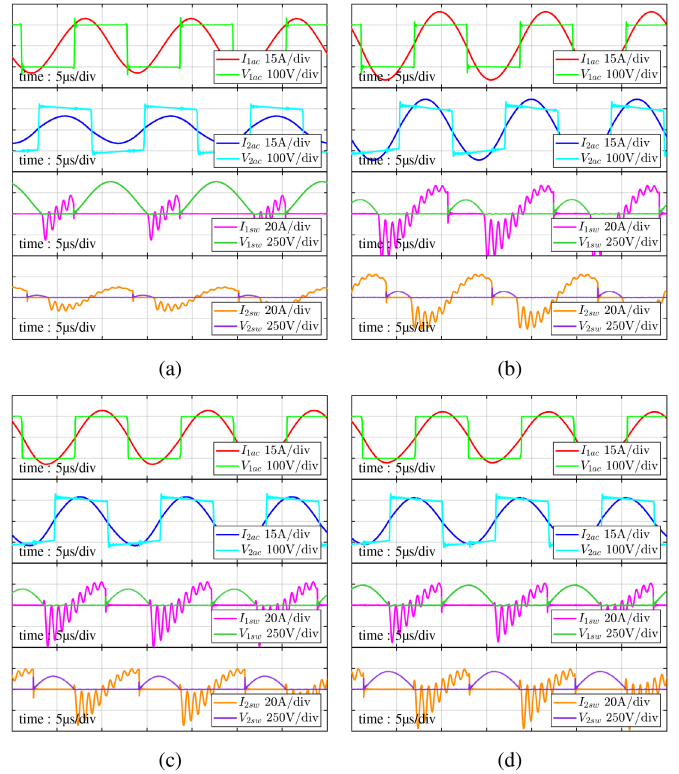 I1ac 15A/div
V1ac 100V/div
time : 5µs/div
I2ac 15A/div
V2ac 100V/div
time : 5µs/div
I1sw 20A/div
V1sw 250V/div
time : 5µs/div
I2sw 20A/div
V2sw 250V/div
time : 5µs/div
(a)
I1ac 15A/div
V1ac 100V/div
time : 5µs/div
I2ac 15A/div
V2ac 100V/div
time : 5µs/div
I1sw 20A/div
V1sw 250V/div
time : 5µs/div
I2sw 20A/div
V2sw 250V/div
time : 5µs/div
(b)
I1ac 15A/div
V1ac 100V/div
time : 5µs/div
I2ac 15A/div
V2ac 100V/div
time : 5µs/div
I1sw 20A/div
V1sw 250V/div
time : 5µs/div
I2sw 20A/div
V2sw 250V/div
time : 5µs/div
(c)
I1ac 15A/div
V1ac 100V/div
time : 5µs/div
I2ac 15A/div
V2ac 100V/div
time : 5µs/div
I1sw 20A/div
V1sw 250V/div
time : 5µs/div
I2sw 20A/div
V2sw 250V/div
time : 5µs/div
(d)